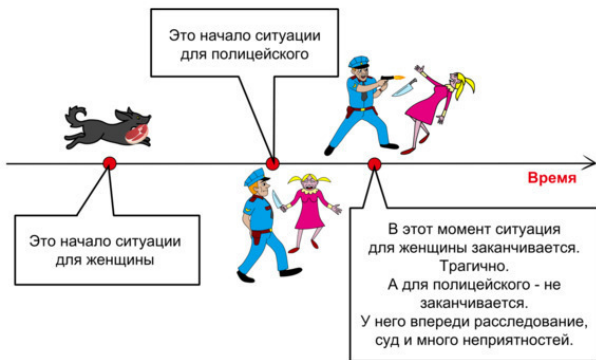 Это начало ситуации
для полицейского
Время
Это начало ситуации
для женщины
В этот момент ситуация
для женщины заканчивается.
Трагично.
А для полицейского - не
заканчивается.
У него впереди расследование,
суд и много неприятностей.